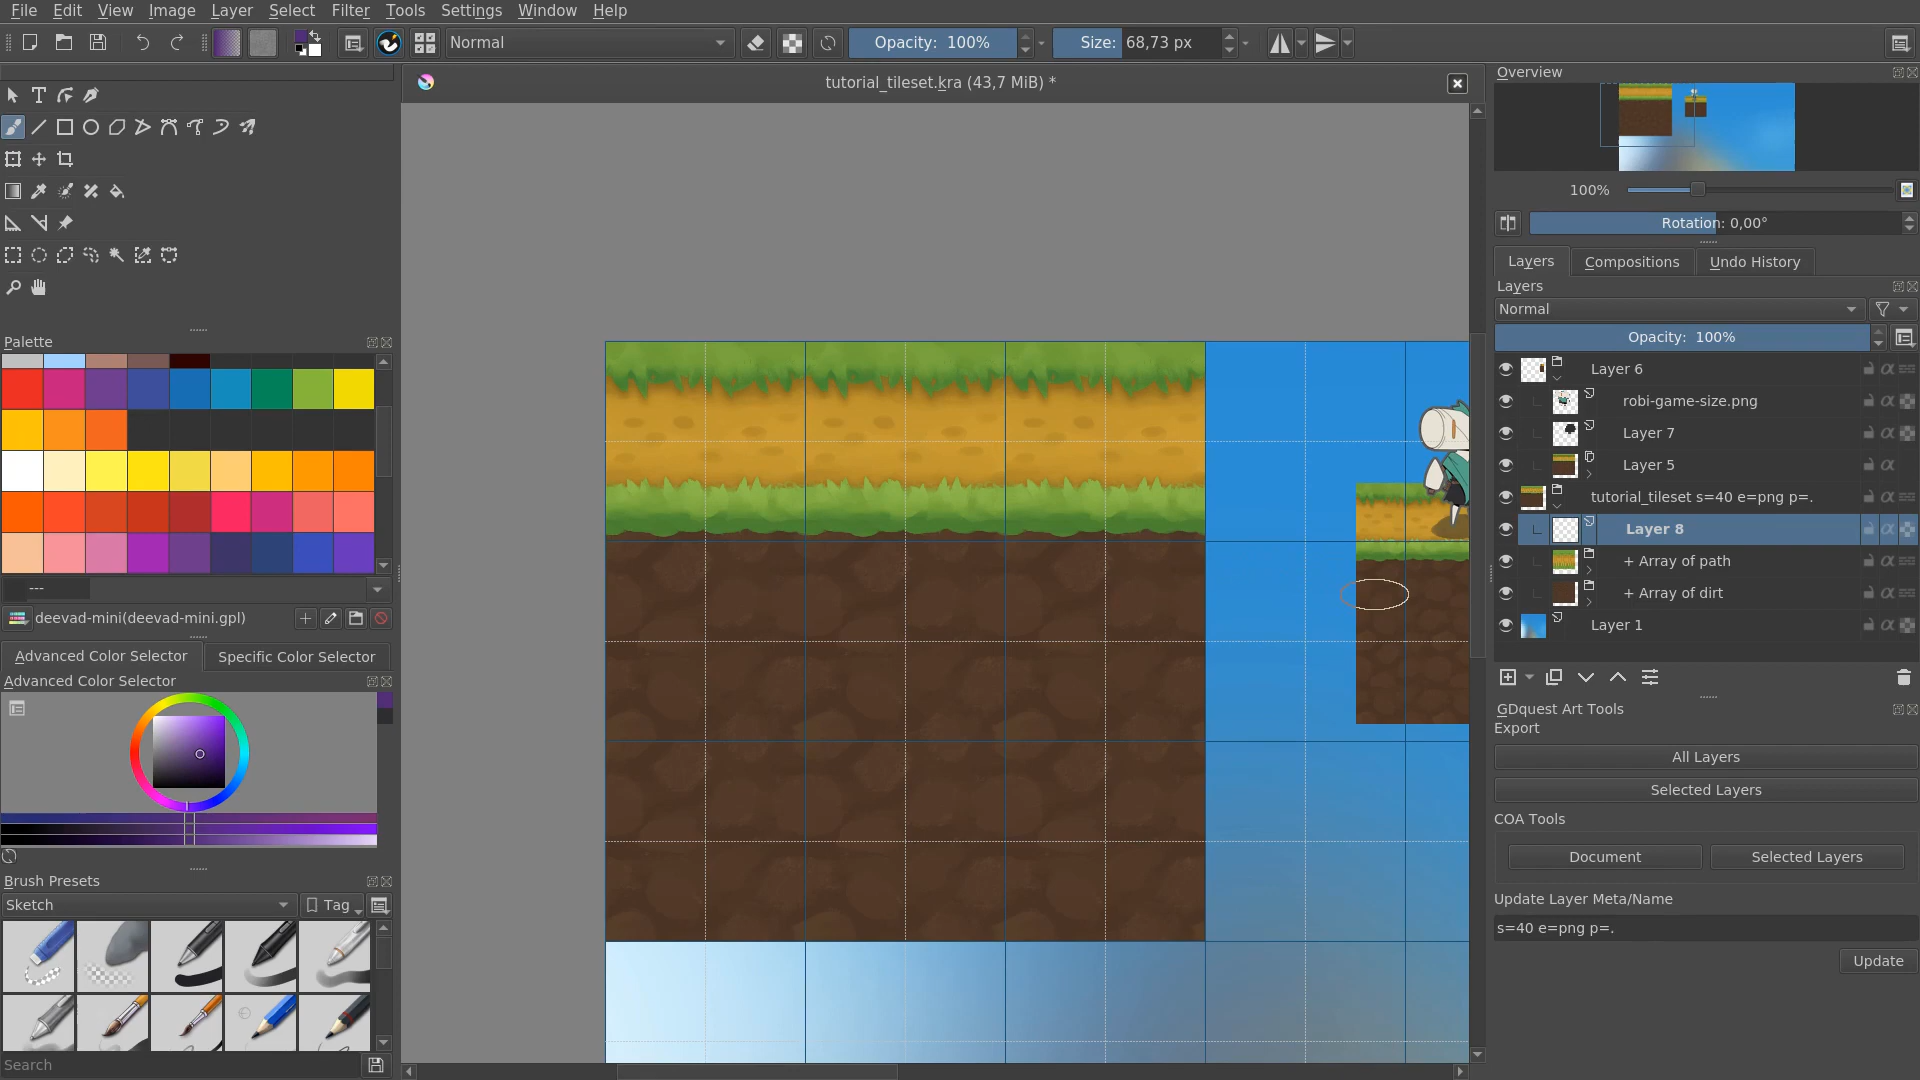 File Edit View Image Layer Select Filter Tools Settings Window Help
Normal
Opacity: 100%
Size: 68,73 px
tutorial_tileset.kra (43,7 MiB) *
Overview
100%
Rotation: 0,00°
Layers Compositions Undo History
Layers
Normal
Opacity: 100%
Layer 6
robi-game-size.png
Layer 7
Layer 5
tutorial_tileset s=40 e=png p=.
Layer 8
+ Array of path
+ Array of dirt
Layer 1
GDquest Art Tools
Export
All Layers
Selected Layers
COA Tools
Document Selected Layers
Update Layer Meta/Name
s=40 e=png p=.
Update
Palette
---
deevad-mini(deevad-mini.gpl)
Advanced Color Selector Specific Color Selector
Advanced Color Selector
Brush Presets
Sketch
Tag
Search